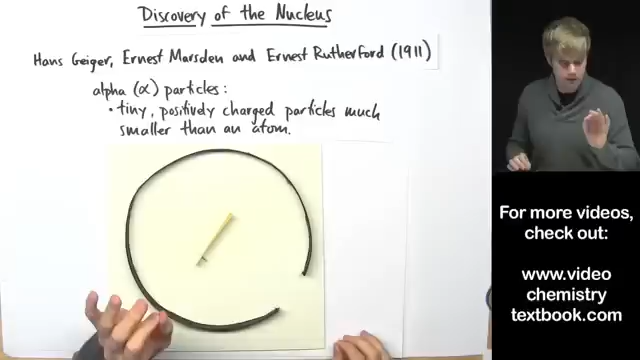 Discovery of the Nucleus
Hans Geiger, Ernest Marsden and Ernest Rutherford (1911)
alpha (α) particles:
• tiny, positively charged particles much
smaller than an atom.
For more videos,
check out:
www.video
chemistry
textbook.com